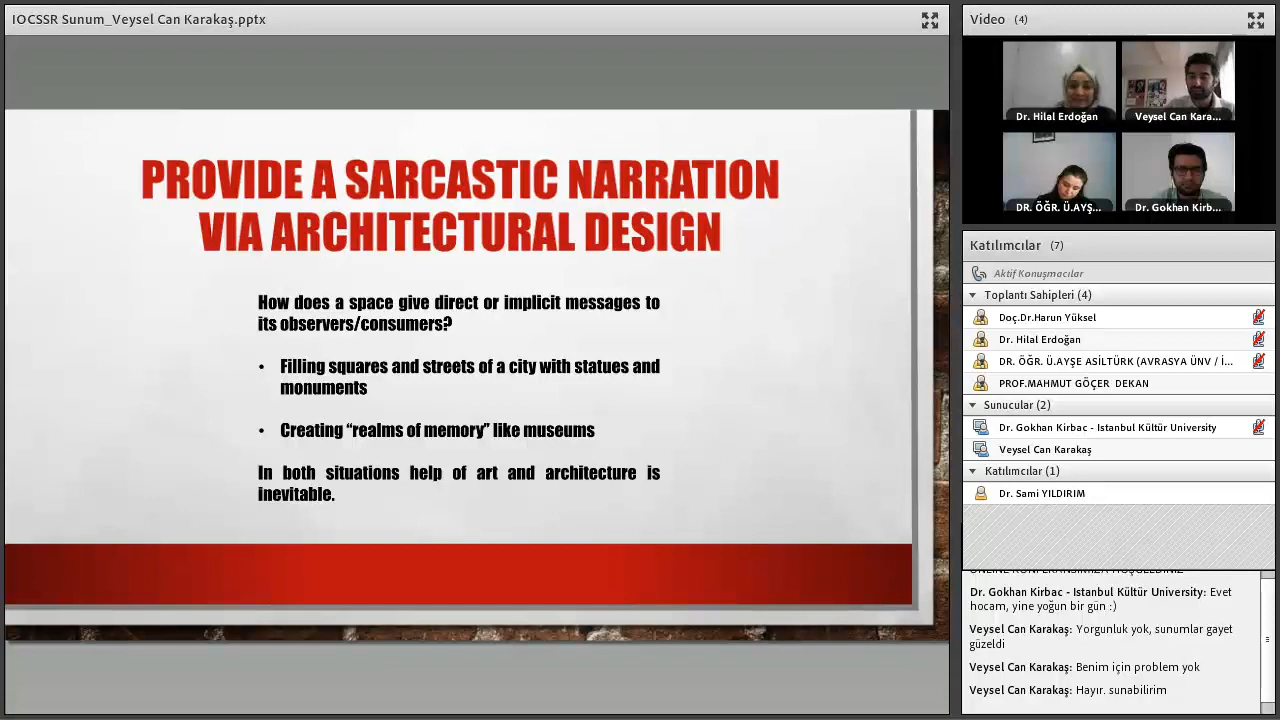 IOCSSR Sunum_Veysel Can Karakaş.pptx
PROVIDE A SARCASTIC NARRATION
VIA ARCHITECTURAL DESIGN
How does a space give direct or implicit messages to
its observers/consumers?
• Filling squares and streets of a city with statues and
monuments
• Creating “realms of memory” like museums
In both situations help of art and architecture is
inevitable.
Video (4)
Dr. Hilal Erdoğan
Veysel Can Kara...
DR. ÖĞR. Ü.AYŞ...
Dr. Gokhan Kirb...
Katılımcılar (7)
Aktif Konuşmacılar
Toplantı Sahipleri (4)
Doç.Dr.Harun Yüksel
Dr. Hilal Erdoğan
DR. ÖĞR. Ü.AYŞE ASİLTÜRK (AVRASYA ÜNV / İ...
PROF.MAHMUT GÖÇER DEKAN
Sunucular (2)
Dr. Gokhan Kirbac - Istanbul Kültür University
Veysel Can Karakaş
Katılımcılar (1)
Dr. Sami YILDIRIM
Dr. Gokhan Kirbac - Istanbul Kültür University: Evet
hocam, yine yoğun bir gün :)
Veysel Can Karakaş: Yorgunluk yok, sunumlar gayet
güzeldi
Veysel Can Karakaş: Benim için problem yok
Veysel Can Karakaş: Hayır. sunabilirim